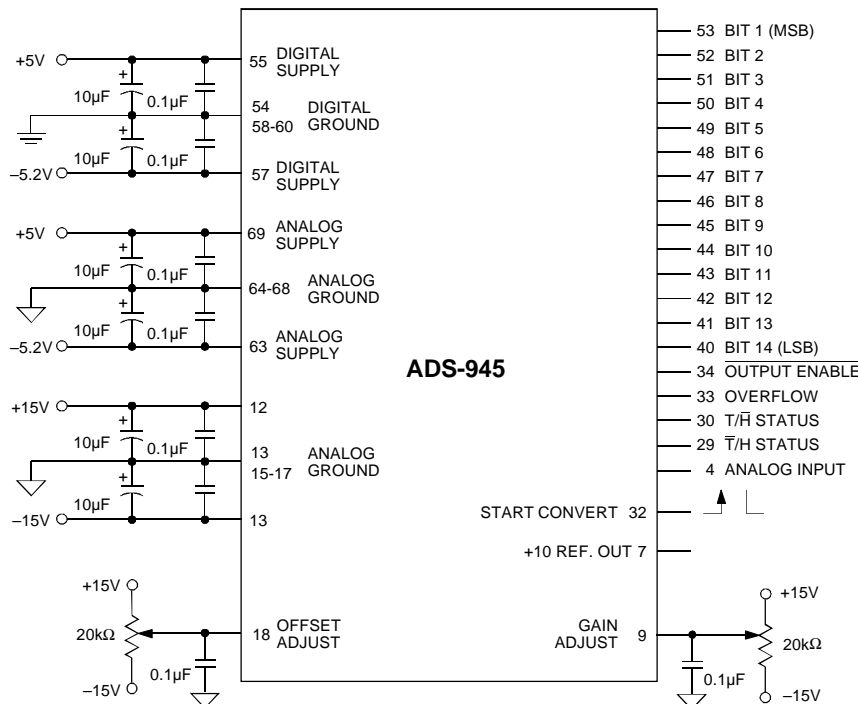 +5V
+
10µF
0.1µF
55 DIGITAL
SUPPLY
54 DIGITAL
58-60 GROUND
+
10µF
0.1µF
–5.2V
57 DIGITAL
SUPPLY
+5V
+
10µF
0.1µF
69 ANALOG
SUPPLY
64-68 ANALOG
GROUND
+
10µF
0.1µF
–5.2V
63 ANALOG
SUPPLY
+15V
+
10µF
0.1µF
12
13 ANALOG
15-17 GROUND
+
10µF
0.1µF
–15V
13
+15V
20kΩ
–15V
0.1µF
18 OFFSET
ADJUST
ADS-945
53 BIT 1 (MSB)
52 BIT 2
51 BIT 3
50 BIT 4
49 BIT 5
48 BIT 6
47 BIT 7
46 BIT 8
45 BIT 9
44 BIT 10
43 BIT 11
42 BIT 12
41 BIT 13
40 BIT 14 (LSB)
34 O̅U̅T̅P̅U̅T̅ E̅N̅A̅B̅L̅E̅
33 OVERFLOW
30 T/H̅ STATUS
29 T̅/H STATUS
4 ANALOG INPUT
START CONVERT 32
+10 REF. OUT 7
GAIN
ADJUST 9
+15V
20kΩ
0.1µF
–15V